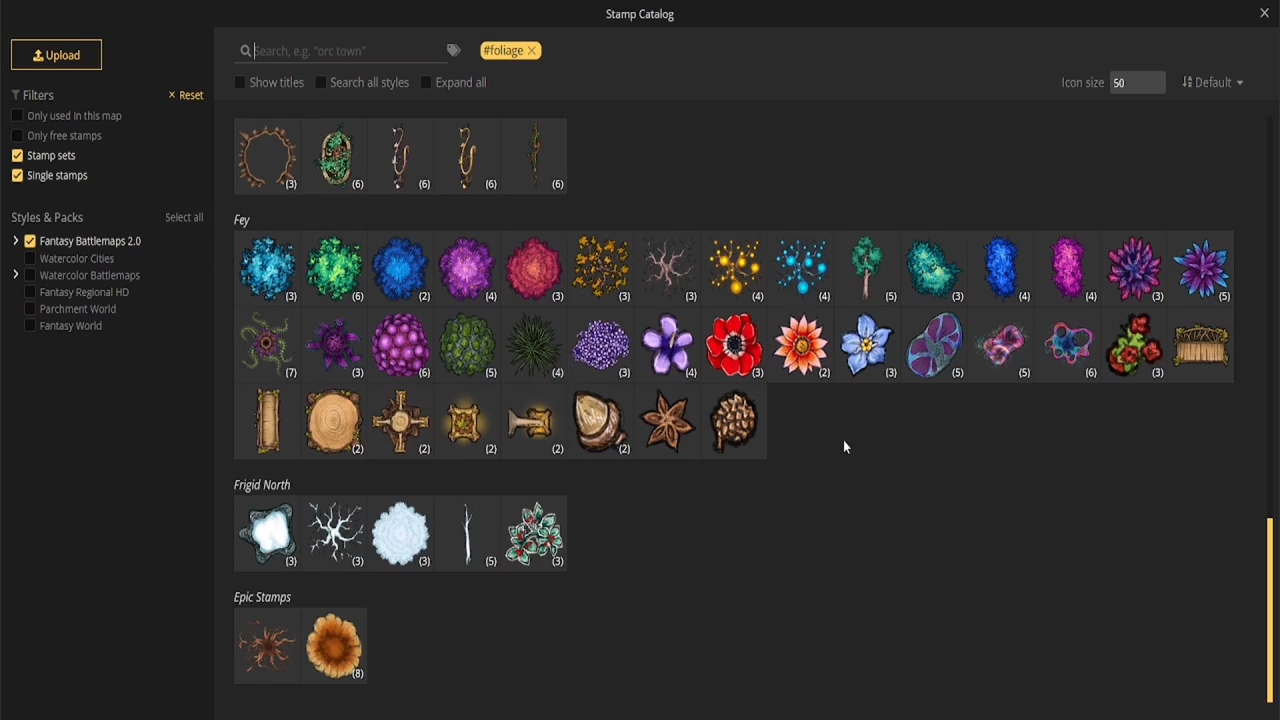 Stamp Catalog
Upload
Search, e.g. "orc town"
#foliage
Show titles
Search all styles
Expand all
Icon size
50
Default
Filters
Reset
Only used in this map
Only free stamps
Stamp sets
Single stamps
Styles & Packs
Select all
Fantasy Battlemaps 2.0
Watercolor Cities
Watercolor Battlemaps
Fantasy Regional HD
Parchment World
Fantasy World
(3) (6) (6) (6) (6)
Fey
(3) (6) (2) (4) (3) (3) (3) (4) (4) (5) (3) (4) (4) (3) (5)
(7) (3) (6) (5) (4) (3) (4) (3) (2) (3) (5) (5) (6) (3)
(2) (2) (2) (2) (2)
Frigid North
(3) (3) (3) (5) (3)
Epic Stamps
(8)